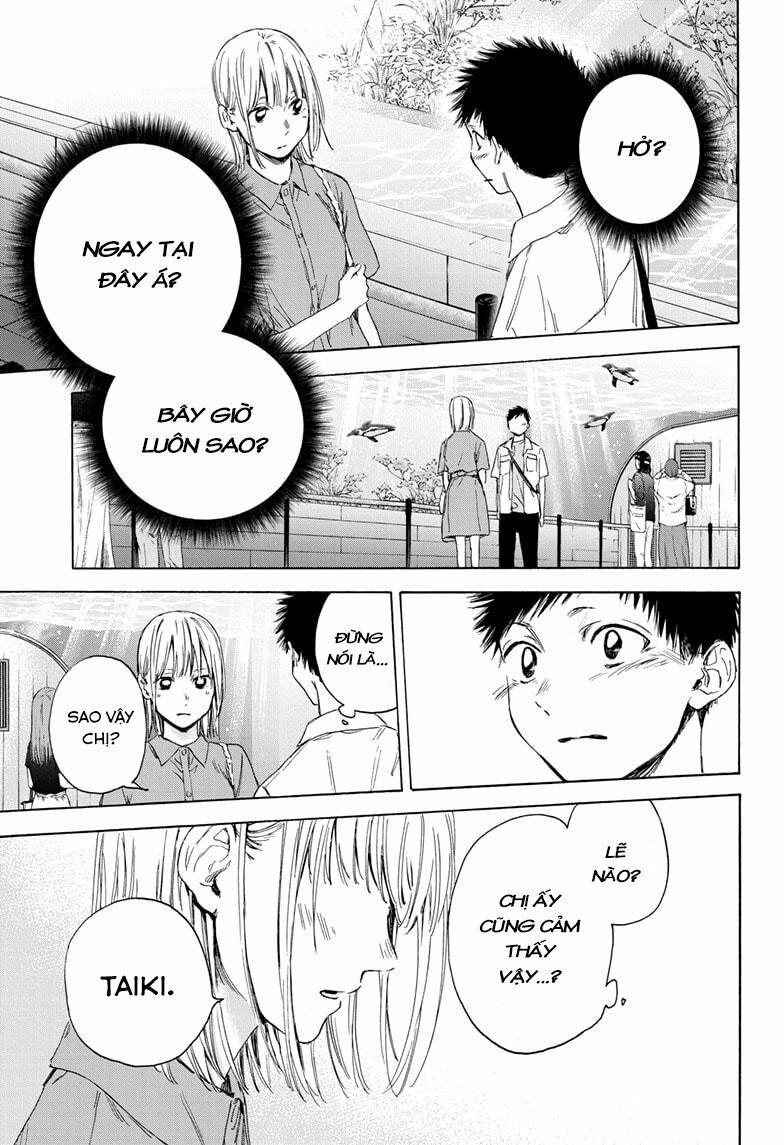 HỞ?
NGAY TẠI
ĐÂY Á?
BÂY GIỜ
LUÔN SAO?
ĐỪNG
NÓI LÀ...
SAO VẬY
CHỊ?
LẼ
NÀO?
CHỊ ẤY
CŨNG CẢM
THẤY
VẬY...?
TAIKI.